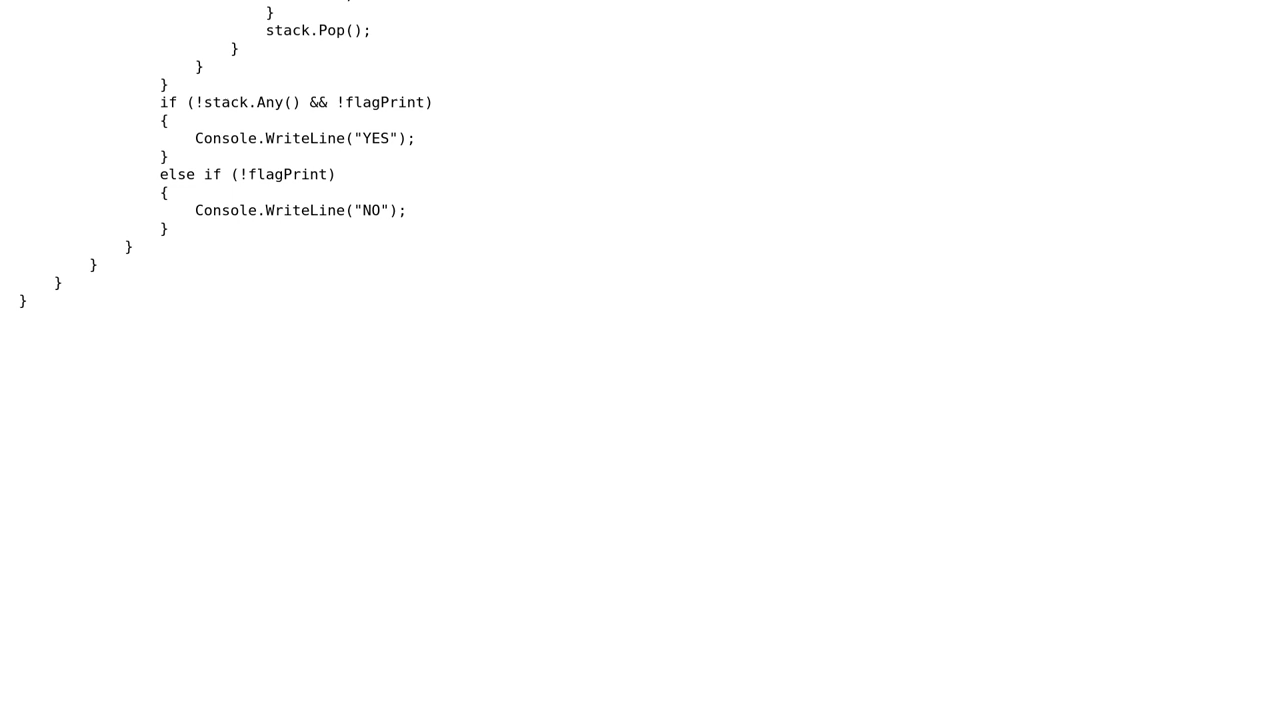 }
                            stack.Pop();
                        }
                    }
                }
                if (!stack.Any() && !flagPrint)
                {
                    Console.WriteLine("YES");
                }
                else if (!flagPrint)
                {
                    Console.WriteLine("NO");
                }
            }
        }
    }
}